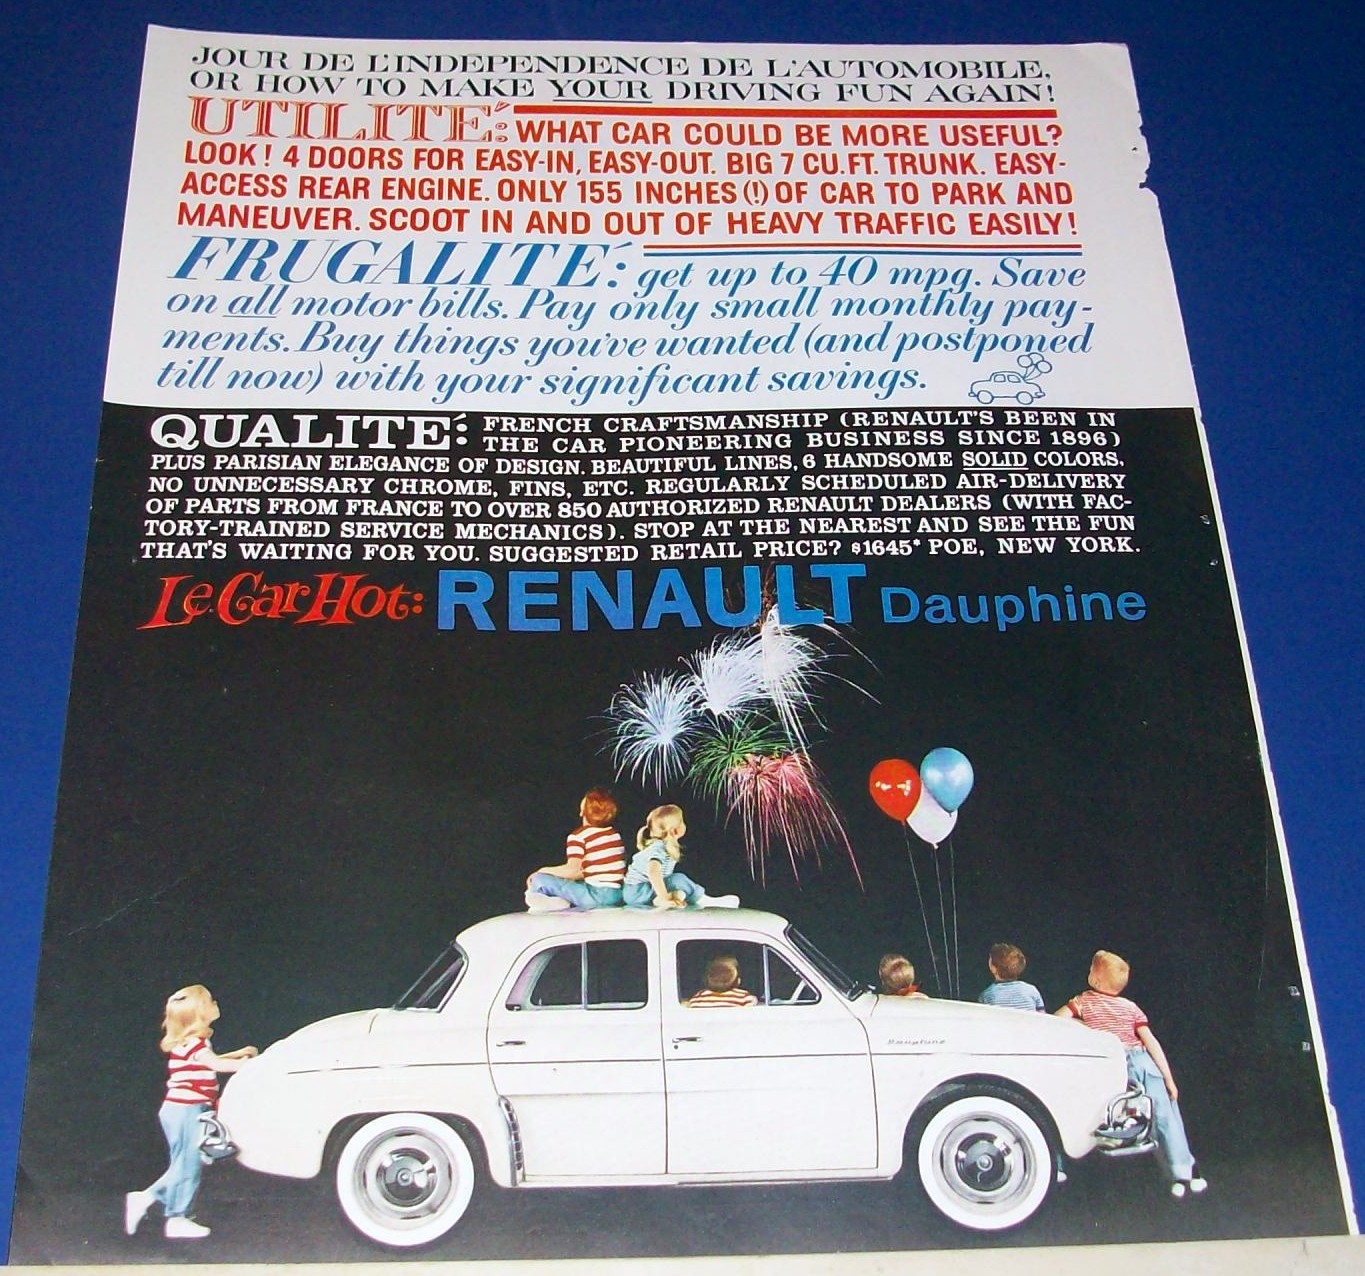 JOUR DE L'INDEPENDENCE DE L'AUTOMOBILE,
OR HOW TO MAKE YOUR DRIVING FUN AGAIN!
UTILITÉ: WHAT CAR COULD BE MORE USEFUL?
LOOK! 4 DOORS FOR EASY-IN, EASY-OUT. BIG 7 CU. FT. TRUNK. EASY-
ACCESS REAR ENGINE. ONLY 155 INCHES (!) OF CAR TO PARK AND
MANEUVER. SCOOT IN AND OUT OF HEAVY TRAFFIC EASILY!
FRUGALITÉ: get up to 40 mpg. Save
on all motor bills. Pay only small monthly pay-
ments. Buy things you've wanted (and postponed
till now) with your significant savings.
QUALITÉ: FRENCH CRAFTSMANSHIP (RENAULT'S BEEN IN
THE CAR PIONEERING BUSINESS SINCE 1896)
PLUS PARISIAN ELEGANCE OF DESIGN. BEAUTIFUL LINES, 6 HANDSOME SOLID COLORS,
NO UNNECESSARY CHROME, FINS, ETC. REGULARLY SCHEDULED AIR-DELIVERY
OF PARTS FROM FRANCE TO OVER 850 AUTHORIZED RENAULT DEALERS (WITH FAC-
TORY-TRAINED SERVICE MECHANICS). STOP AT THE NEAREST AND SEE THE FUN
THAT'S WAITING FOR YOU. SUGGESTED RETAIL PRICE? $1645* POE, NEW YORK.
Le Car Hot: RENAULT Dauphine
Dauphine